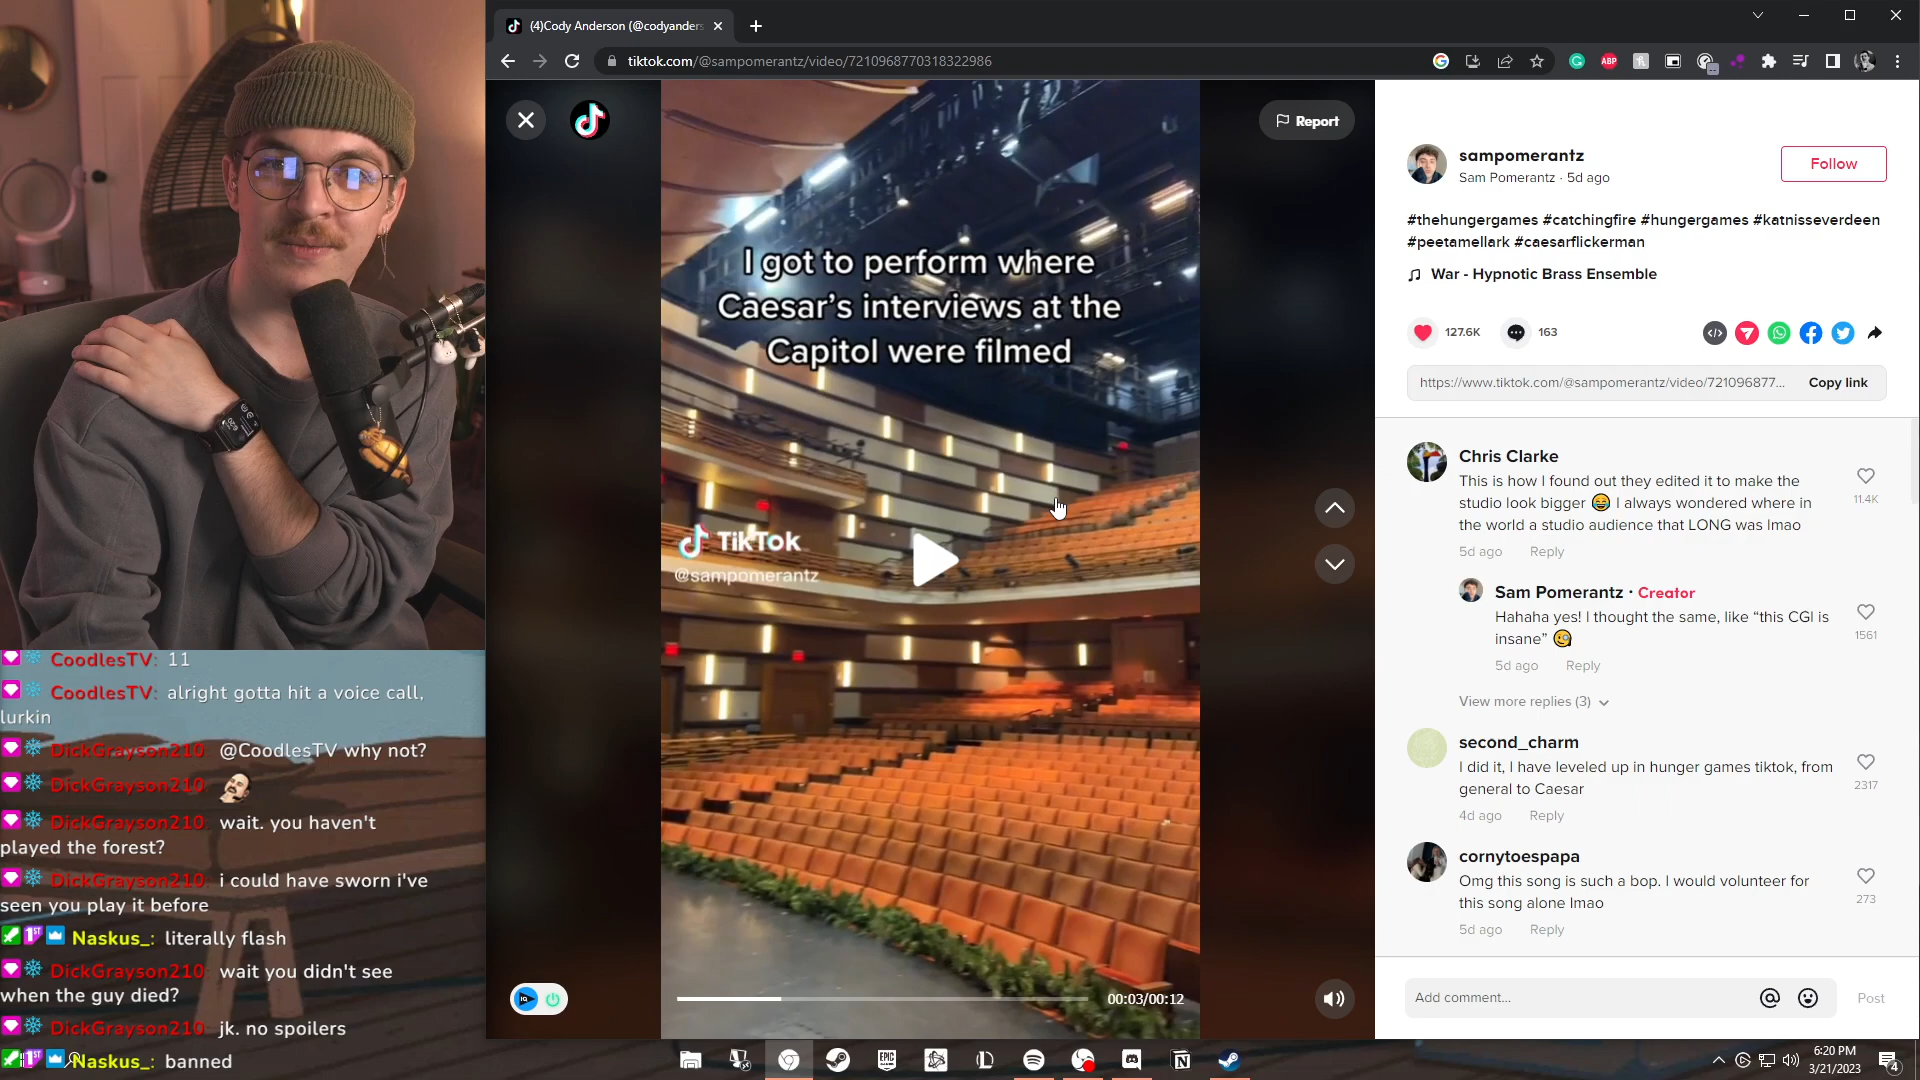 (4)Cody Anderson (@codyanders
tiktok.com/@sampomerantz/video/7210968770318322986
ABP
Report
I got to perform where
Caesar's interviews at the
Capitol were filmed
TikTok
@sampomerantz
00:03/00:12
sampomerantz
Sam Pomerantz · 5d ago
Follow
#thehungergames #catchingfire #hungergames #katnisseverdeen
#peetamellark #caesarflickerman
War - Hypnotic Brass Ensemble
127.6K
163
https://www.tiktok.com/@sampomerantz/video/721096877...
Copy link
Chris Clarke
This is how I found out they edited it to make the
studio look bigger 😂 I always wondered where in
the world a studio audience that LONG was lmao
11.4K
5d ago Reply
Sam Pomerantz · Creator
Hahaha yes! I thought the same, like “this CGI is
insane” 🧐
1561
5d ago Reply
View more replies (3)
second_charm
I did it, I have leveled up in hunger games tiktok, from
general to Caesar
2317
4d ago Reply
cornytoespapa
Omg this song is such a bop. I would volunteer for
this song alone lmao
273
5d ago Reply
Add comment...
Post
CoodlesTV: 11
CoodlesTV: alright gotta hit a voice call,
lurkin
DickGrayson210: @CoodlesTV why not?
DickGrayson210:
DickGrayson210: wait. you haven't
played the forest?
DickGrayson210: i could have sworn i've
seen you play it before
Naskus_: literally flash
DickGrayson210: wait you didn't see
when the guy died?
DickGrayson210: jk. no spoilers
Naskus_: banned
EPIC
GAMES
6:20 PM
3/21/2023
4